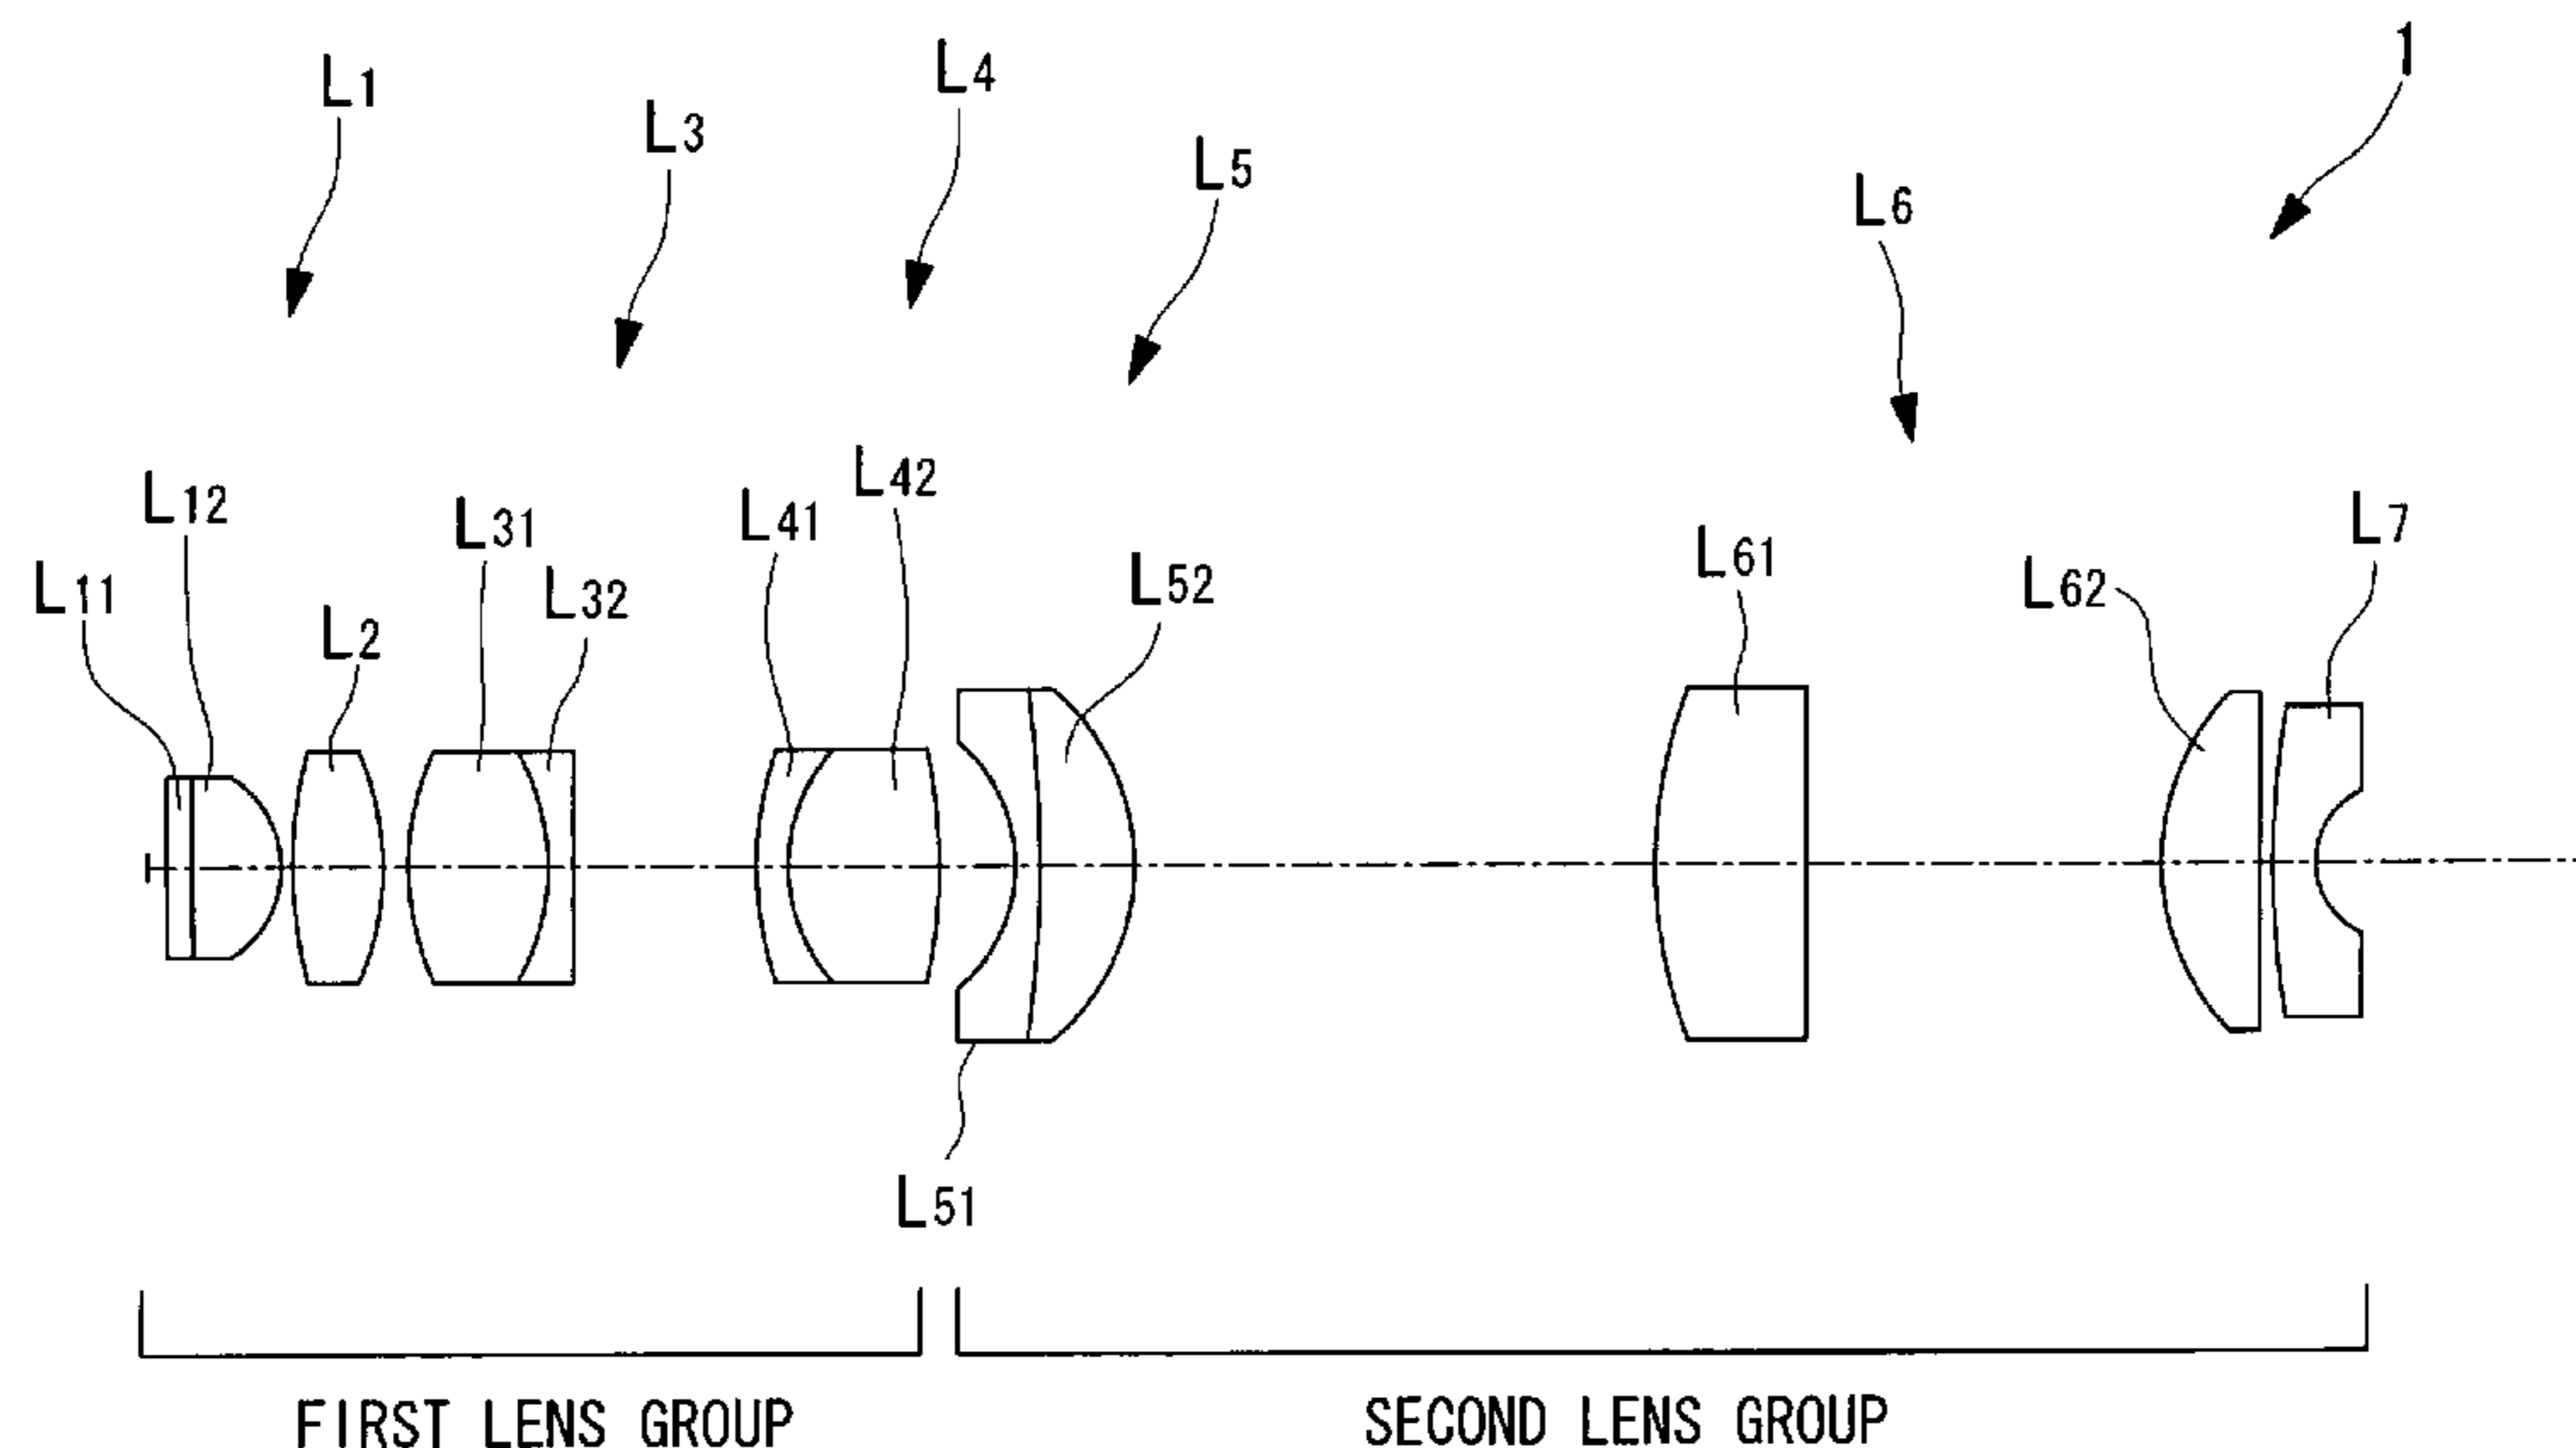 1
L4
L1
L3
L5
L6
L42
L12
L41
L7
L31
L61
L52
L62
L11
L32
L2
L51
FIRST LENS GROUP
SECOND LENS GROUP